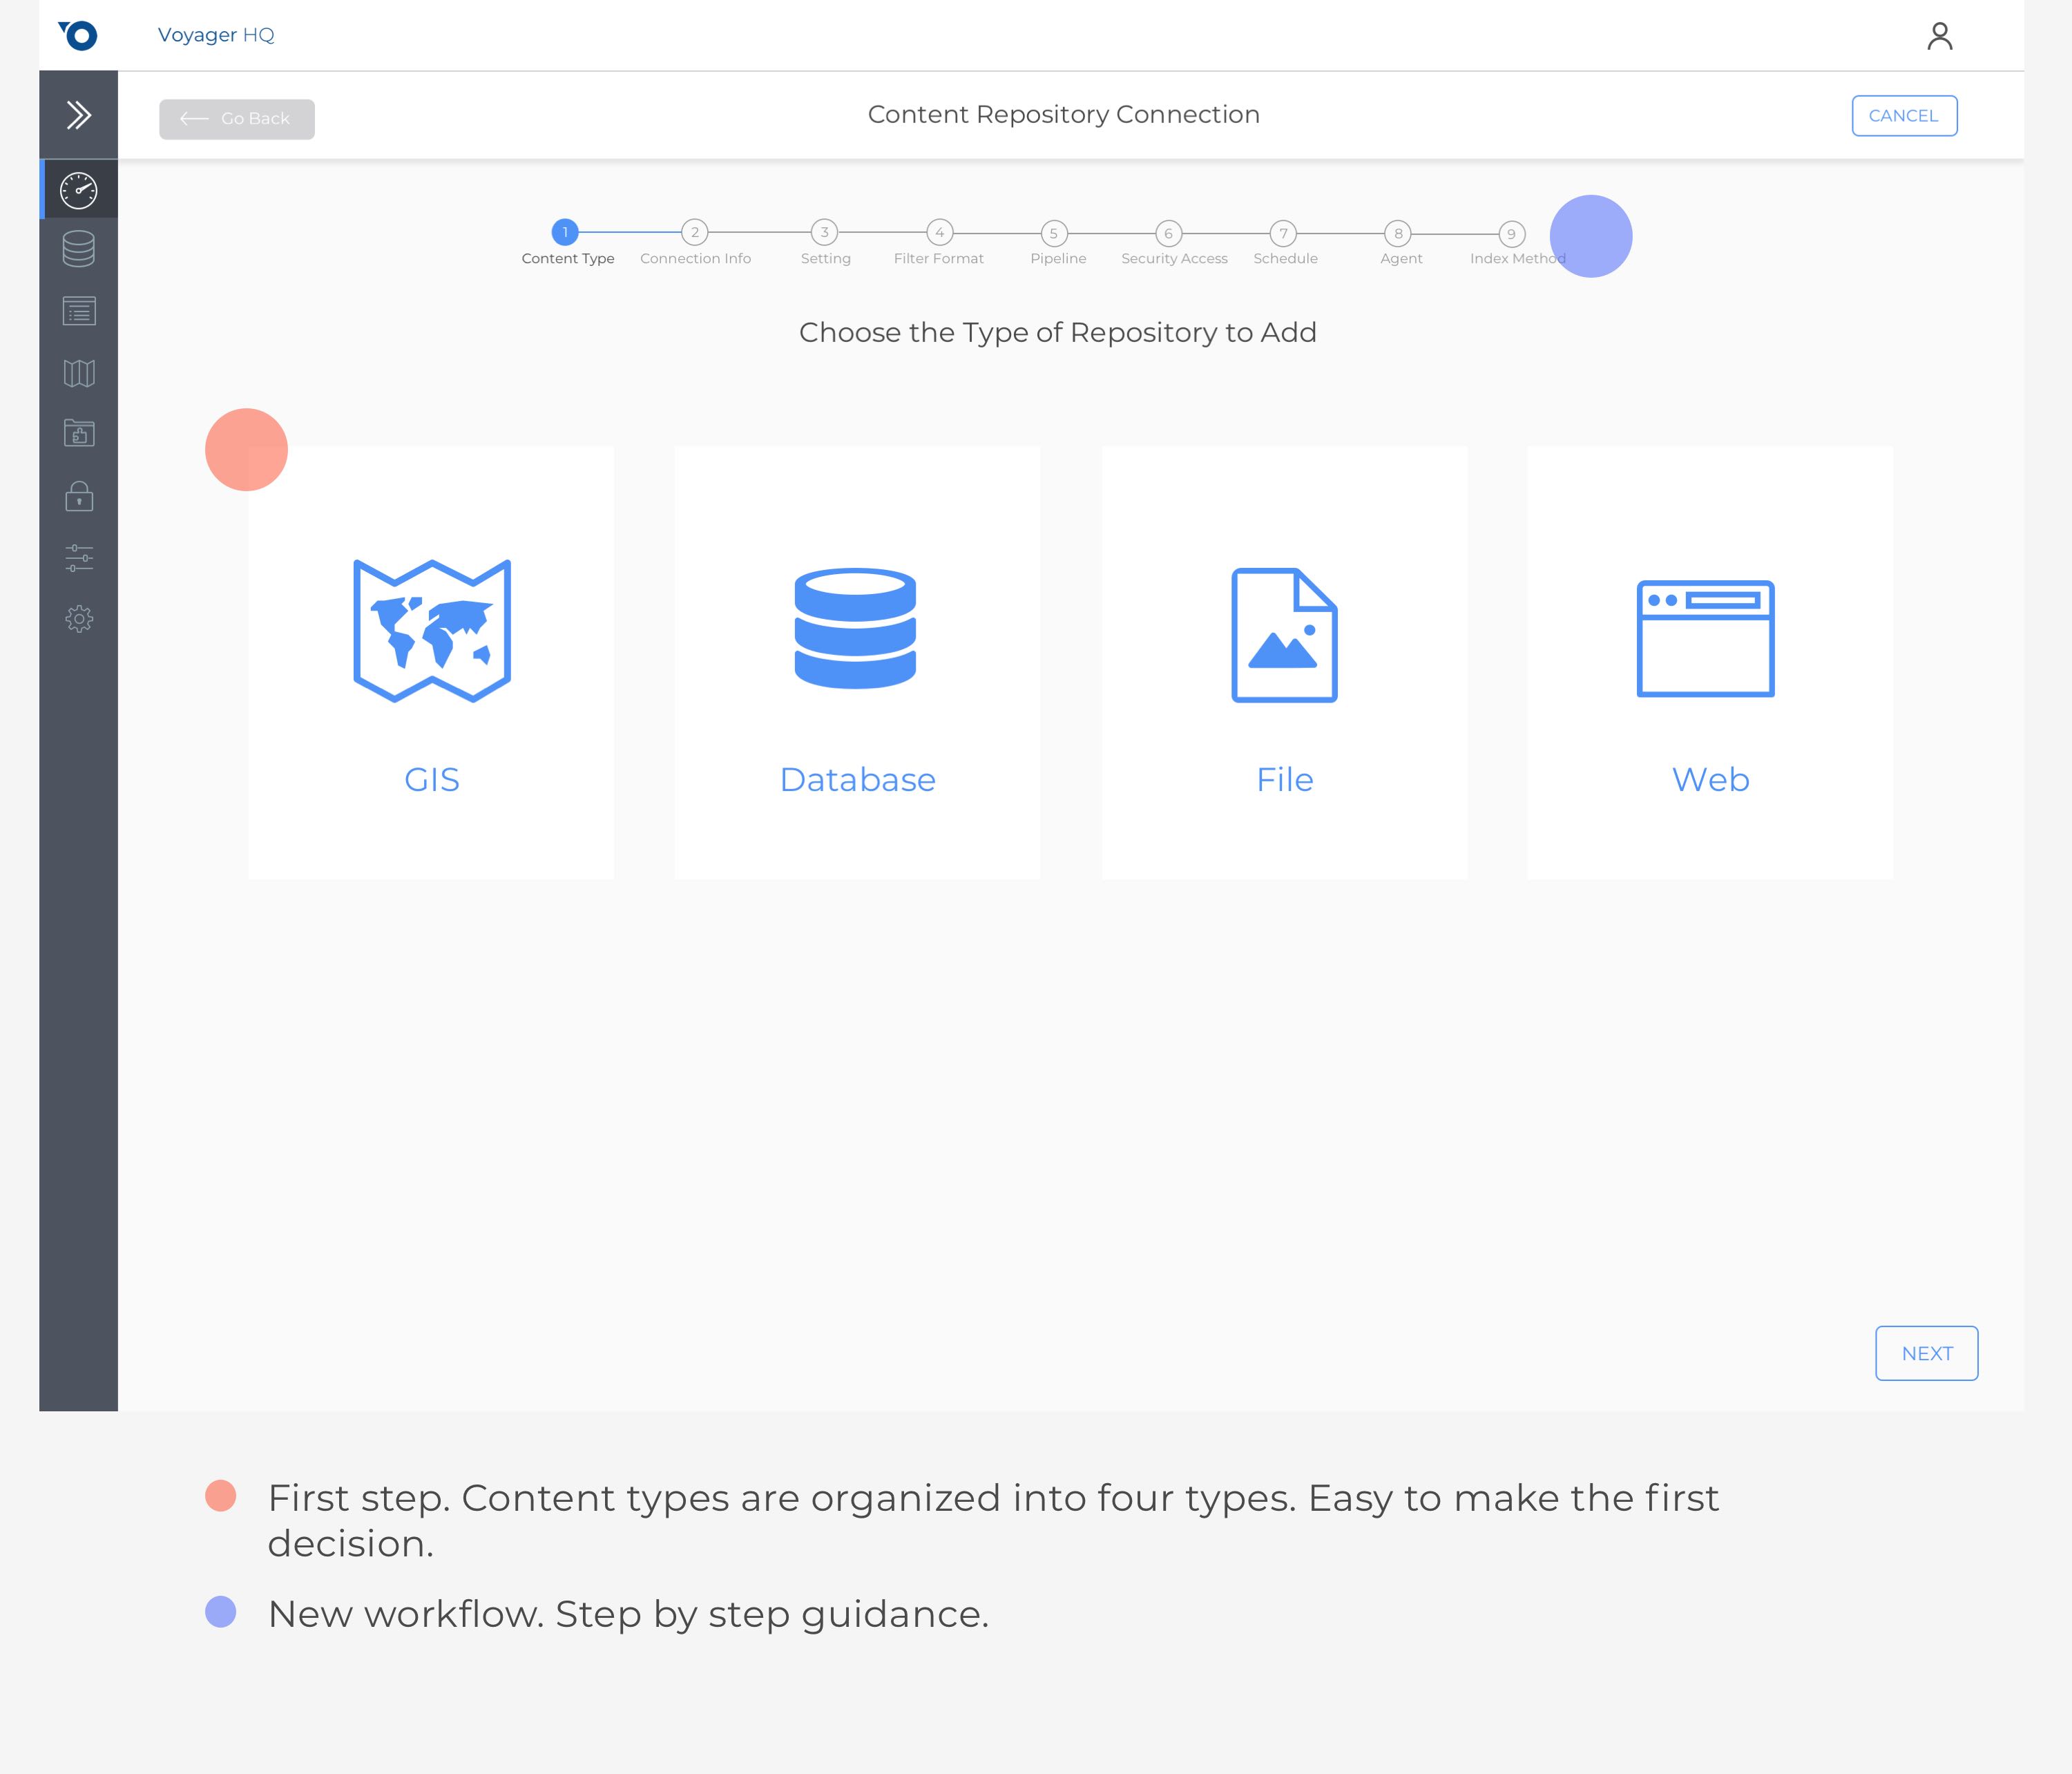 Voyager HQ
Go Back
Content Repository Connection
CANCEL
1 2 3 4 5 6 7 8 9
Content Type Connection Info Setting Filter Format Pipeline Security Access Schedule Agent Index Method
Choose the Type of Repository to Add
GIS Database File Web
NEXT
First step. Content types are organized into four types. Easy to make the first
decision.
New workflow. Step by step guidance.